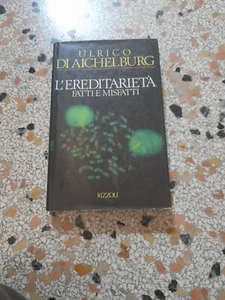 ULRICO
DI AICHELBURG
L'EREDITARIETÀ
FATTI E MISFATTI
RIZZOLI